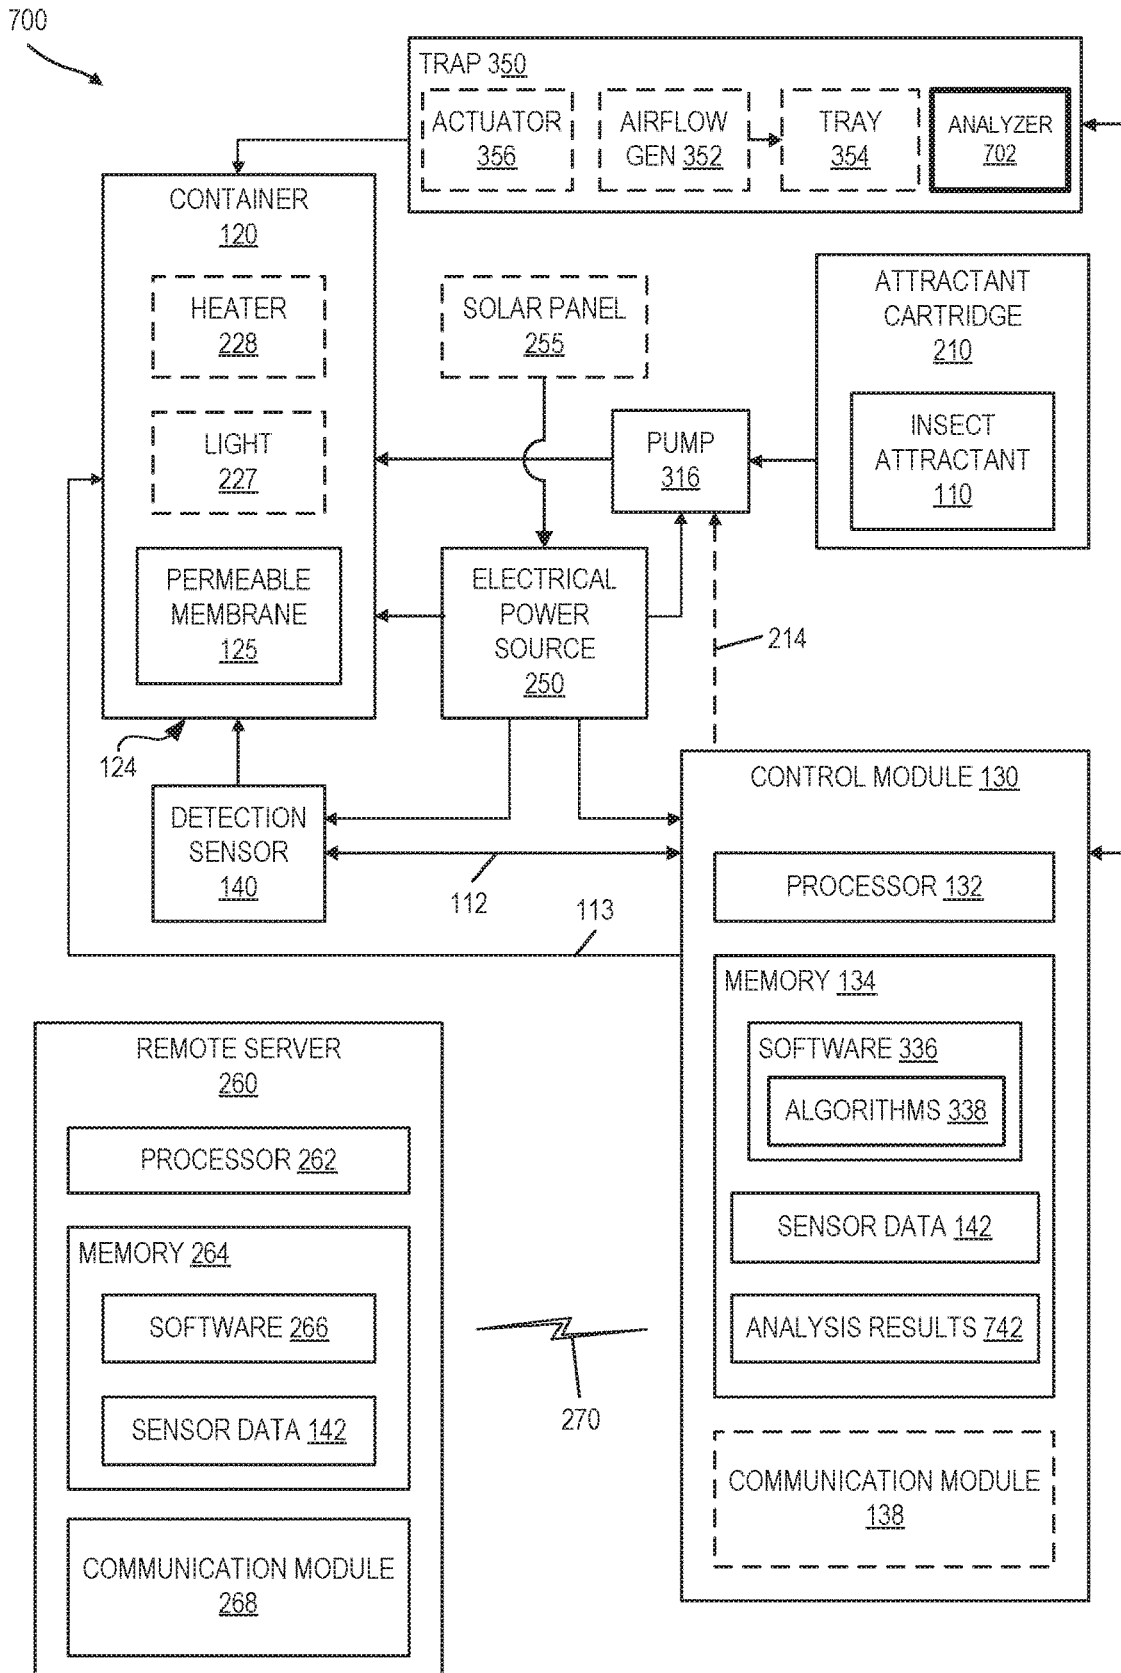 700
TRAP 350
ACTUATOR
356
AIRFLOW
GEN 352
TRAY
354
ANALYZER
702
CONTAINER
120
HEATER
228
LIGHT
227
PERMEABLE
MEMBRANE
125
124
SOLAR PANEL
255
PUMP
316
ATTRACTANT
CARTRIDGE
210
INSECT
ATTRACTANT
110
ELECTRICAL
POWER
SOURCE
250
214
DETECTION
SENSOR
140
112
113
CONTROL MODULE 130
PROCESSOR 132
MEMORY 134
SOFTWARE 336
ALGORITHMS 338
SENSOR DATA 142
ANALYSIS RESULTS 742
COMMUNICATION MODULE
138
REMOTE SERVER
260
PROCESSOR 262
MEMORY 264
SOFTWARE 266
SENSOR DATA 142
COMMUNICATION MODULE
268
270